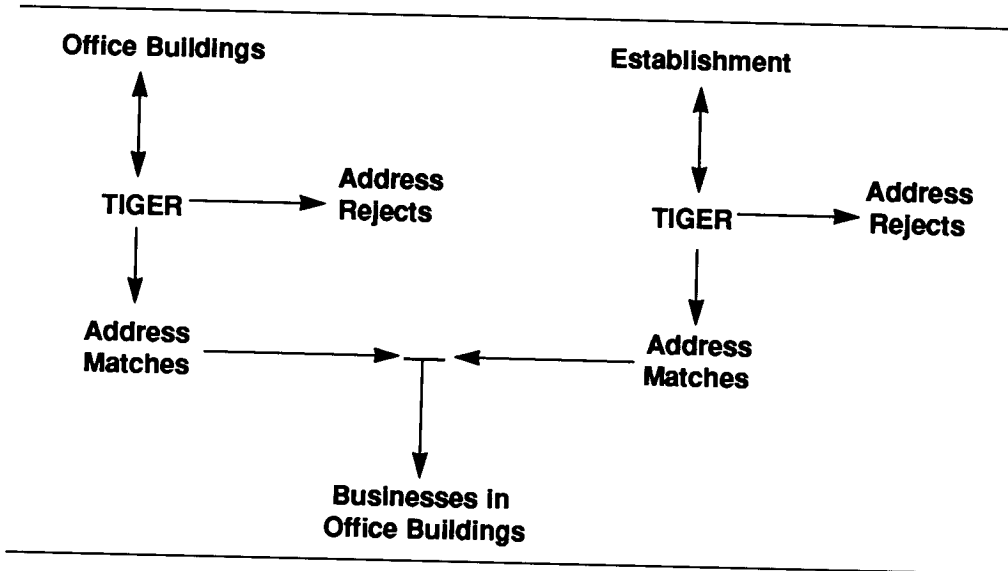 Office Buildings
Establishment
TIGER
Address
Rejects
TIGER
Address
Rejects
Address
Matches
Address
Matches
Businesses in
Office Buildings